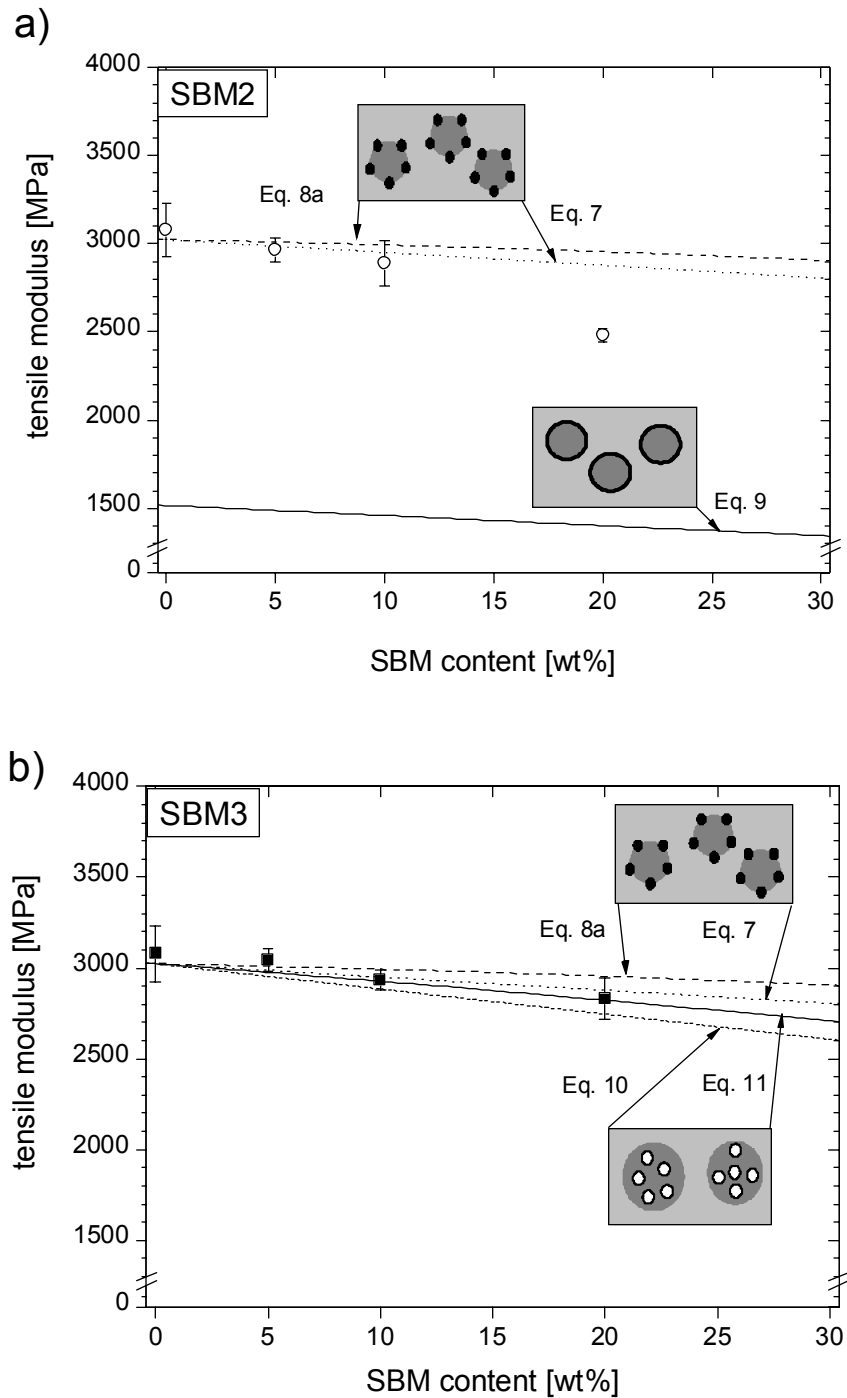 a)
4000
SBM2
3500
Eq. 8a
Eq. 7
3000
2500
2000
1500
Eq. 9
0
tensile modulus [MPa]
0 5 10 15 20 25 30
SBM content [wt%]
b)
4000
SBM3
3500
Eq. 8a
Eq. 7
3000
2500
Eq. 10
Eq. 11
2000
1500
0
tensile modulus [MPa]
0 5 10 15 20 25 30
SBM content [wt%]